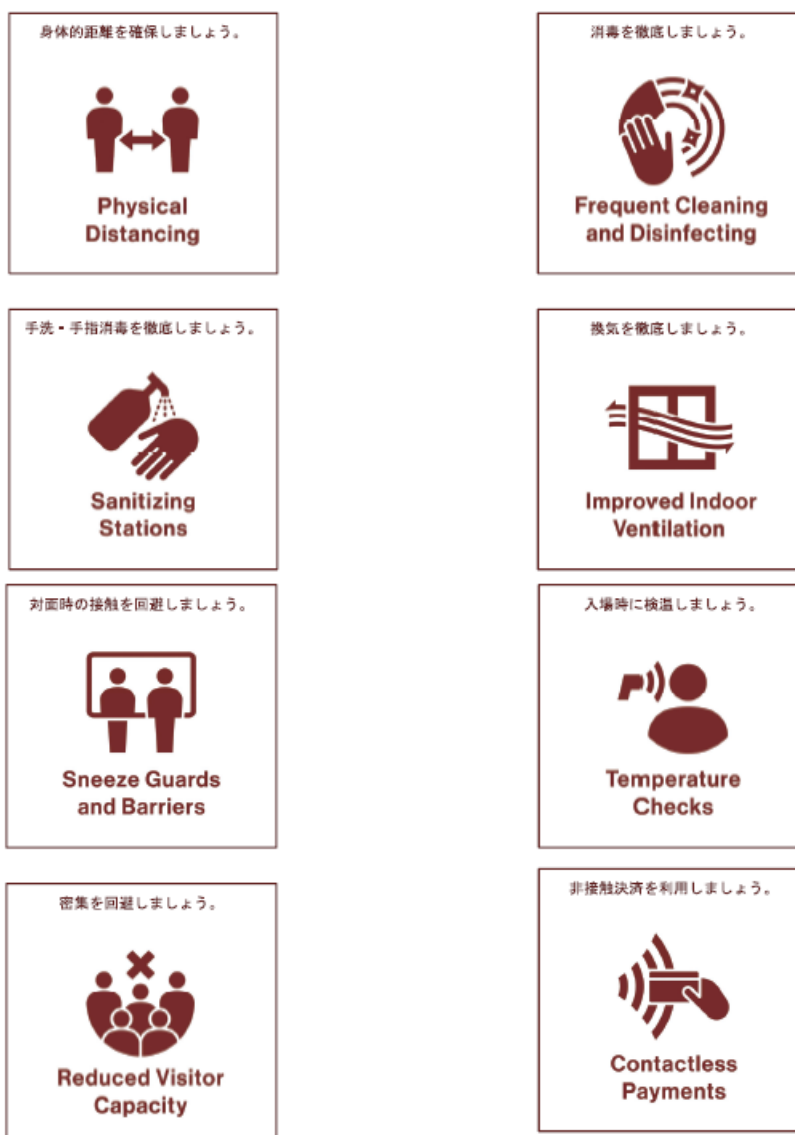 身体的距離を確保しましょう。
Physical
Distancing
消毒を徹底しましょう。
Frequent Cleaning
and Disinfecting
手洗・手指消毒を徹底しましょう。
Sanitizing
Stations
換気を徹底しましょう。
Improved Indoor
Ventilation
対面時の接触を回避しましょう。
Sneeze Guards
and Barriers
入場時に検温しましょう。
Temperature
Checks
密集を回避しましょう。
Reduced Visitor
Capacity
非接触決済を利用しましょう。
Contactless
Payments